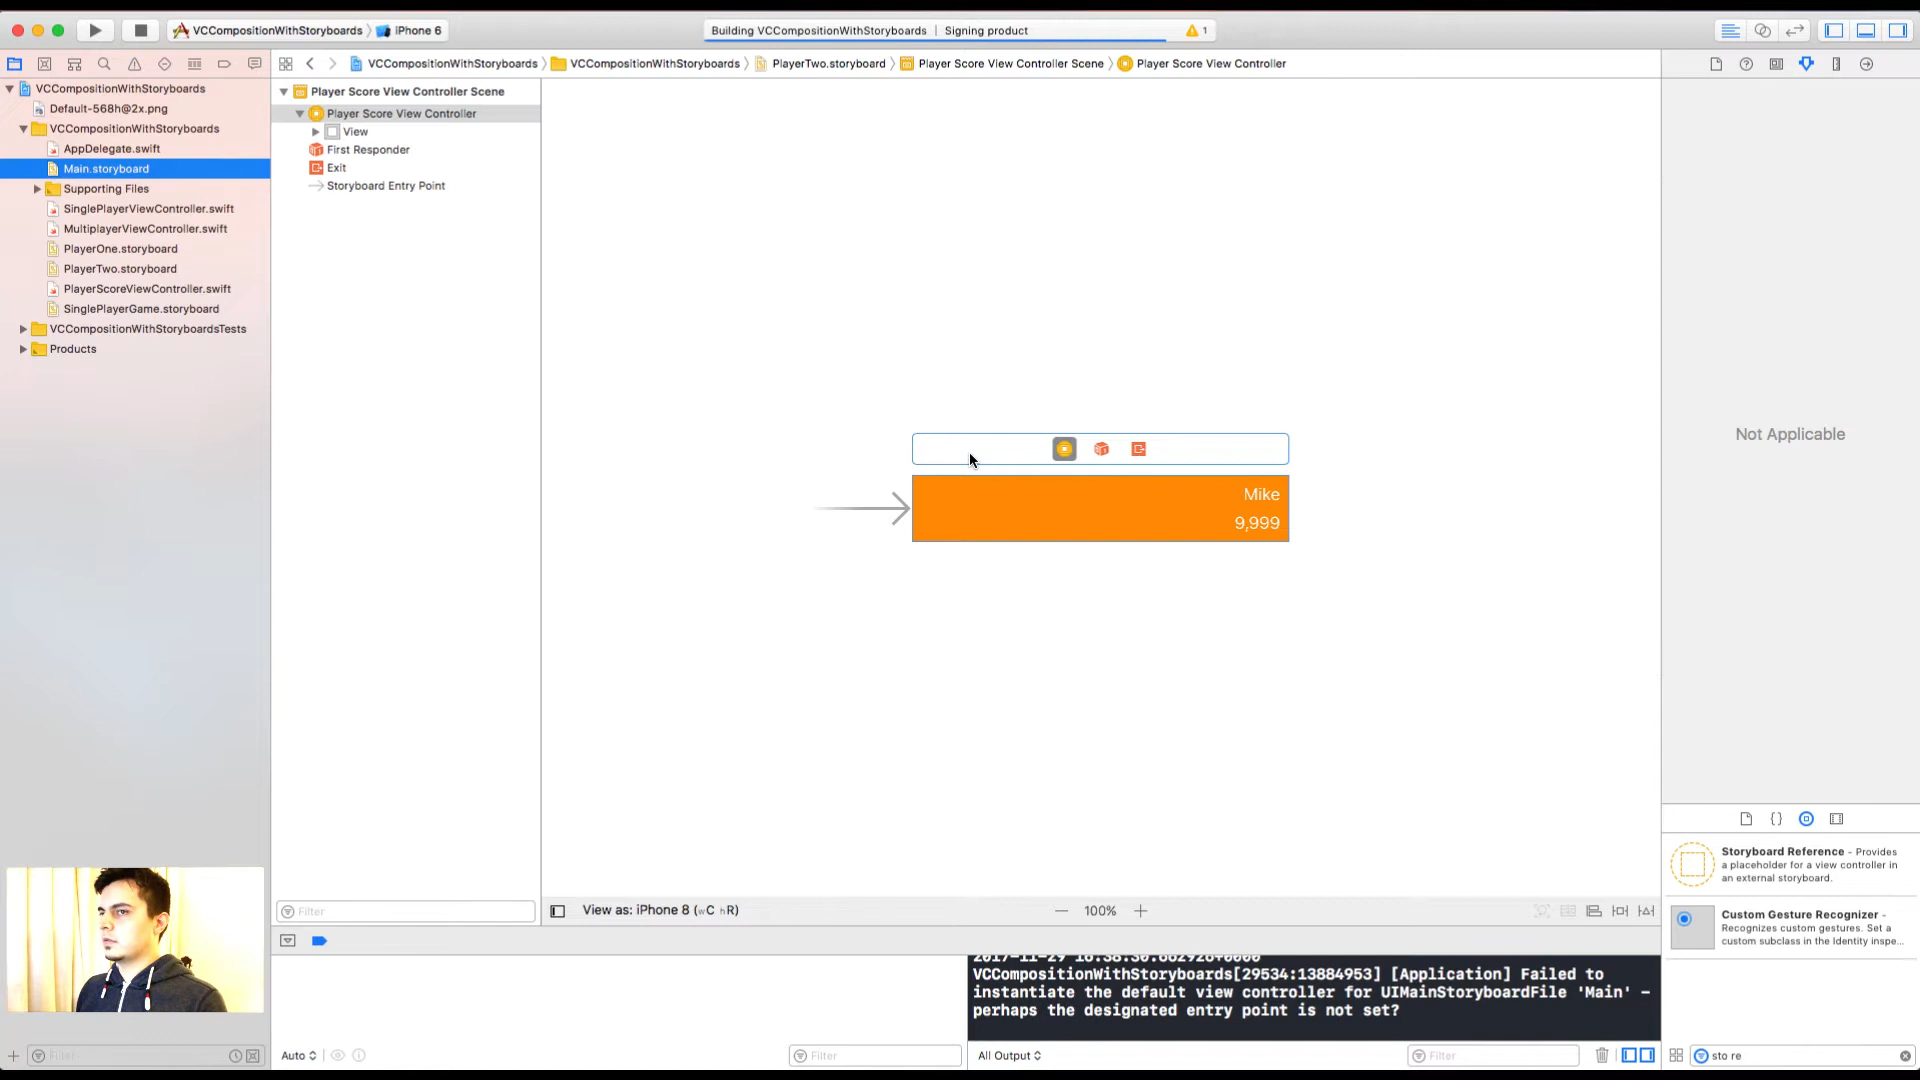 VCCompositionWithStoryboards
iPhone 6
Building VCCompositionWithStoryboards | Signing product
1
VCCompositionWithStoryboards
VCCompositionWithStoryboards
PlayerTwo.storyboard
Player Score View Controller Scene
Player Score View Controller
VCCompositionWithStoryboards
Default-568h@2x.png
VCCompositionWithStoryboards
AppDelegate.swift
Main.storyboard
Supporting Files
SinglePlayerViewController.swift
MultiplayerViewController.swift
PlayerOne.storyboard
PlayerTwo.storyboard
PlayerScoreViewController.swift
SinglePlayerGame.storyboard
VCCompositionWithStoryboardsTests
Products
Player Score View Controller Scene
Player Score View Controller
View
First Responder
Exit
Storyboard Entry Point
Mike
9,999
Not Applicable
Storyboard Reference - Provides
a placeholder for a view controller in
an external storyboard.
Custom Gesture Recognizer -
Recognizes custom gestures. Set a
custom subclass in the Identity inspe...
Filter
View as: iPhone 8 (wC hR)
100%
VCCompositionWithStoryboards[29534:13884953] [Application] Failed to
instantiate the default view controller for UIMainStoryboardFile 'Main' -
perhaps the designated entry point is not set?
Filter
Auto
Filter
All Output
Filter
sto re